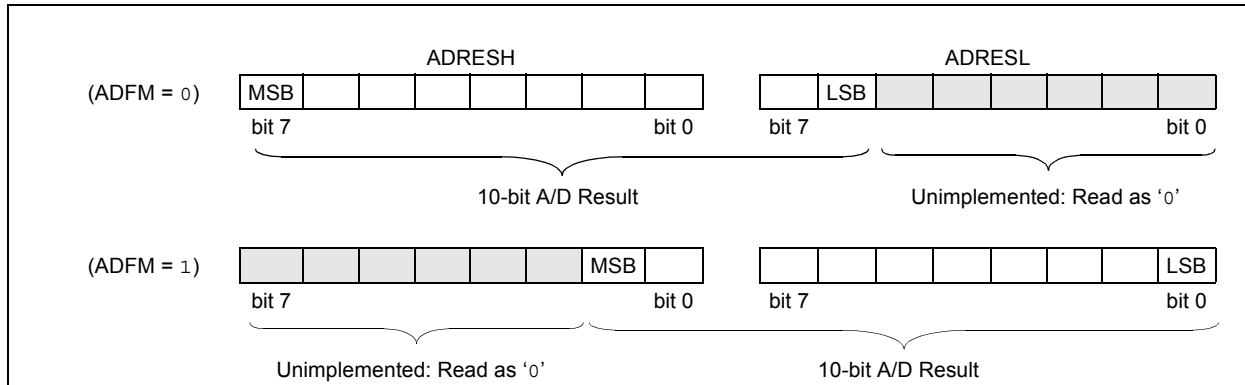 ADRESH ADRESL
(ADFM = 0) MSB LSB
bit 7 bit 0 bit 7 bit 0
10-bit A/D Result Unimplemented: Read as ‘0’
(ADFM = 1) MSB LSB
bit 7 bit 0 bit 7 bit 0
Unimplemented: Read as ‘0’ 10-bit A/D Result